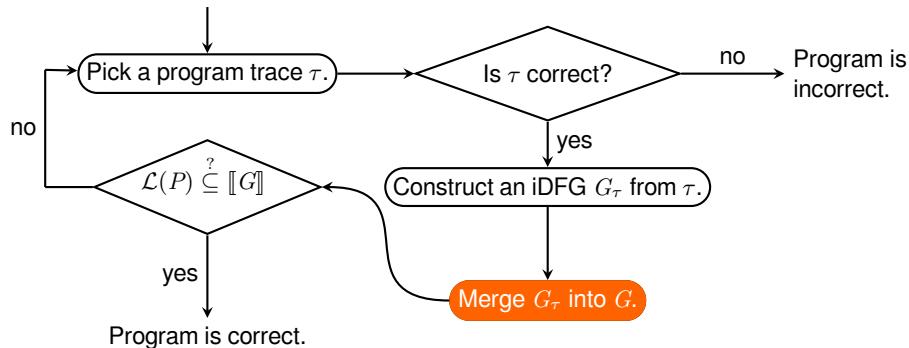 Pick a program trace τ.
Is τ correct?
no
Program is
incorrect.
no
yes
ℒ(P) ⊆? ⟦G⟧
Construct an iDFG G_τ from τ.
yes
Merge G_τ into G.
Program is correct.